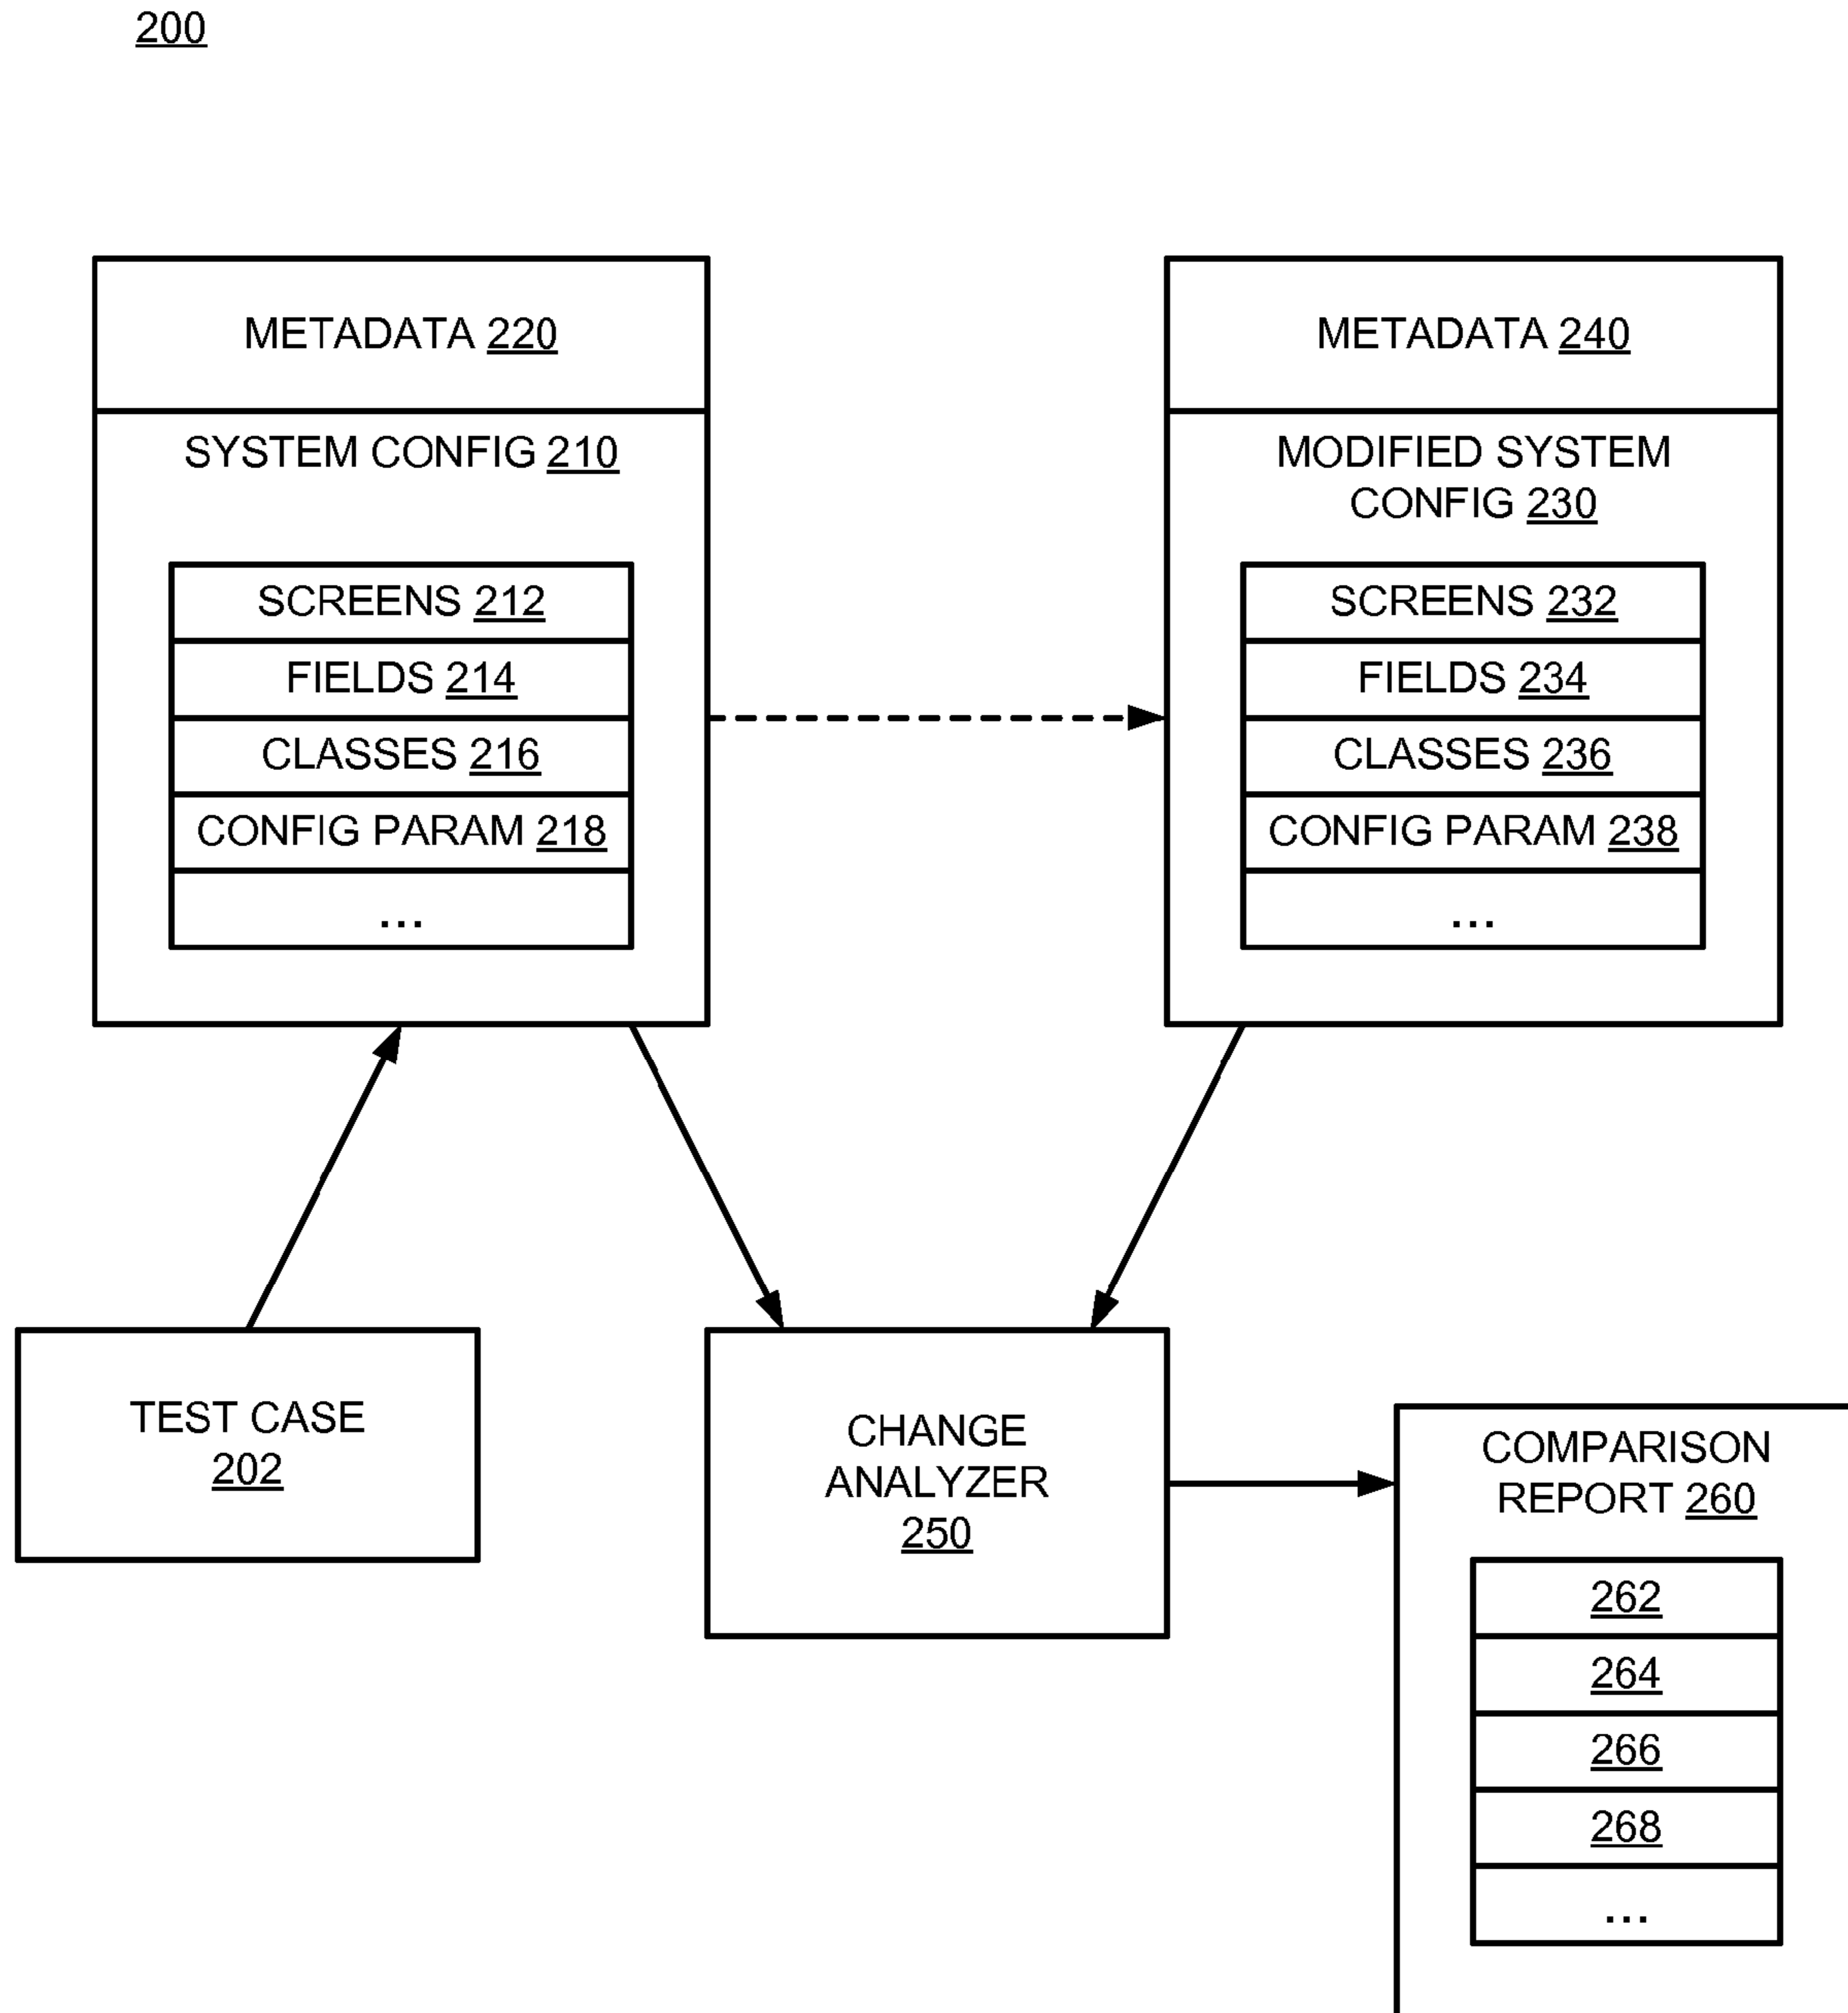 200
METADATA 220
SYSTEM CONFIG 210
SCREENS 212
FIELDS 214
CLASSES 216
CONFIG PARAM 218
...
METADATA 240
MODIFIED SYSTEM
CONFIG 230
SCREENS 232
FIELDS 234
CLASSES 236
CONFIG PARAM 238
...
TEST CASE
202
CHANGE
ANALYZER
250
COMPARISON
REPORT 260
262
264
266
268
...